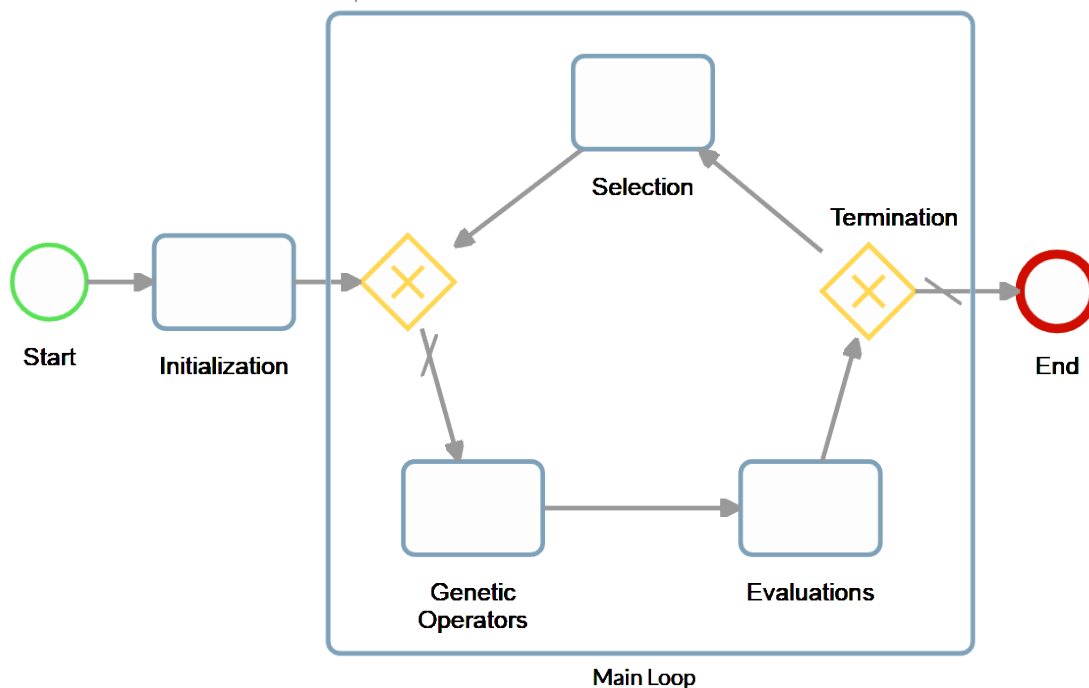 Selection
Termination
Start
Initialization
End
Genetic
Operators
Evaluations
Main Loop